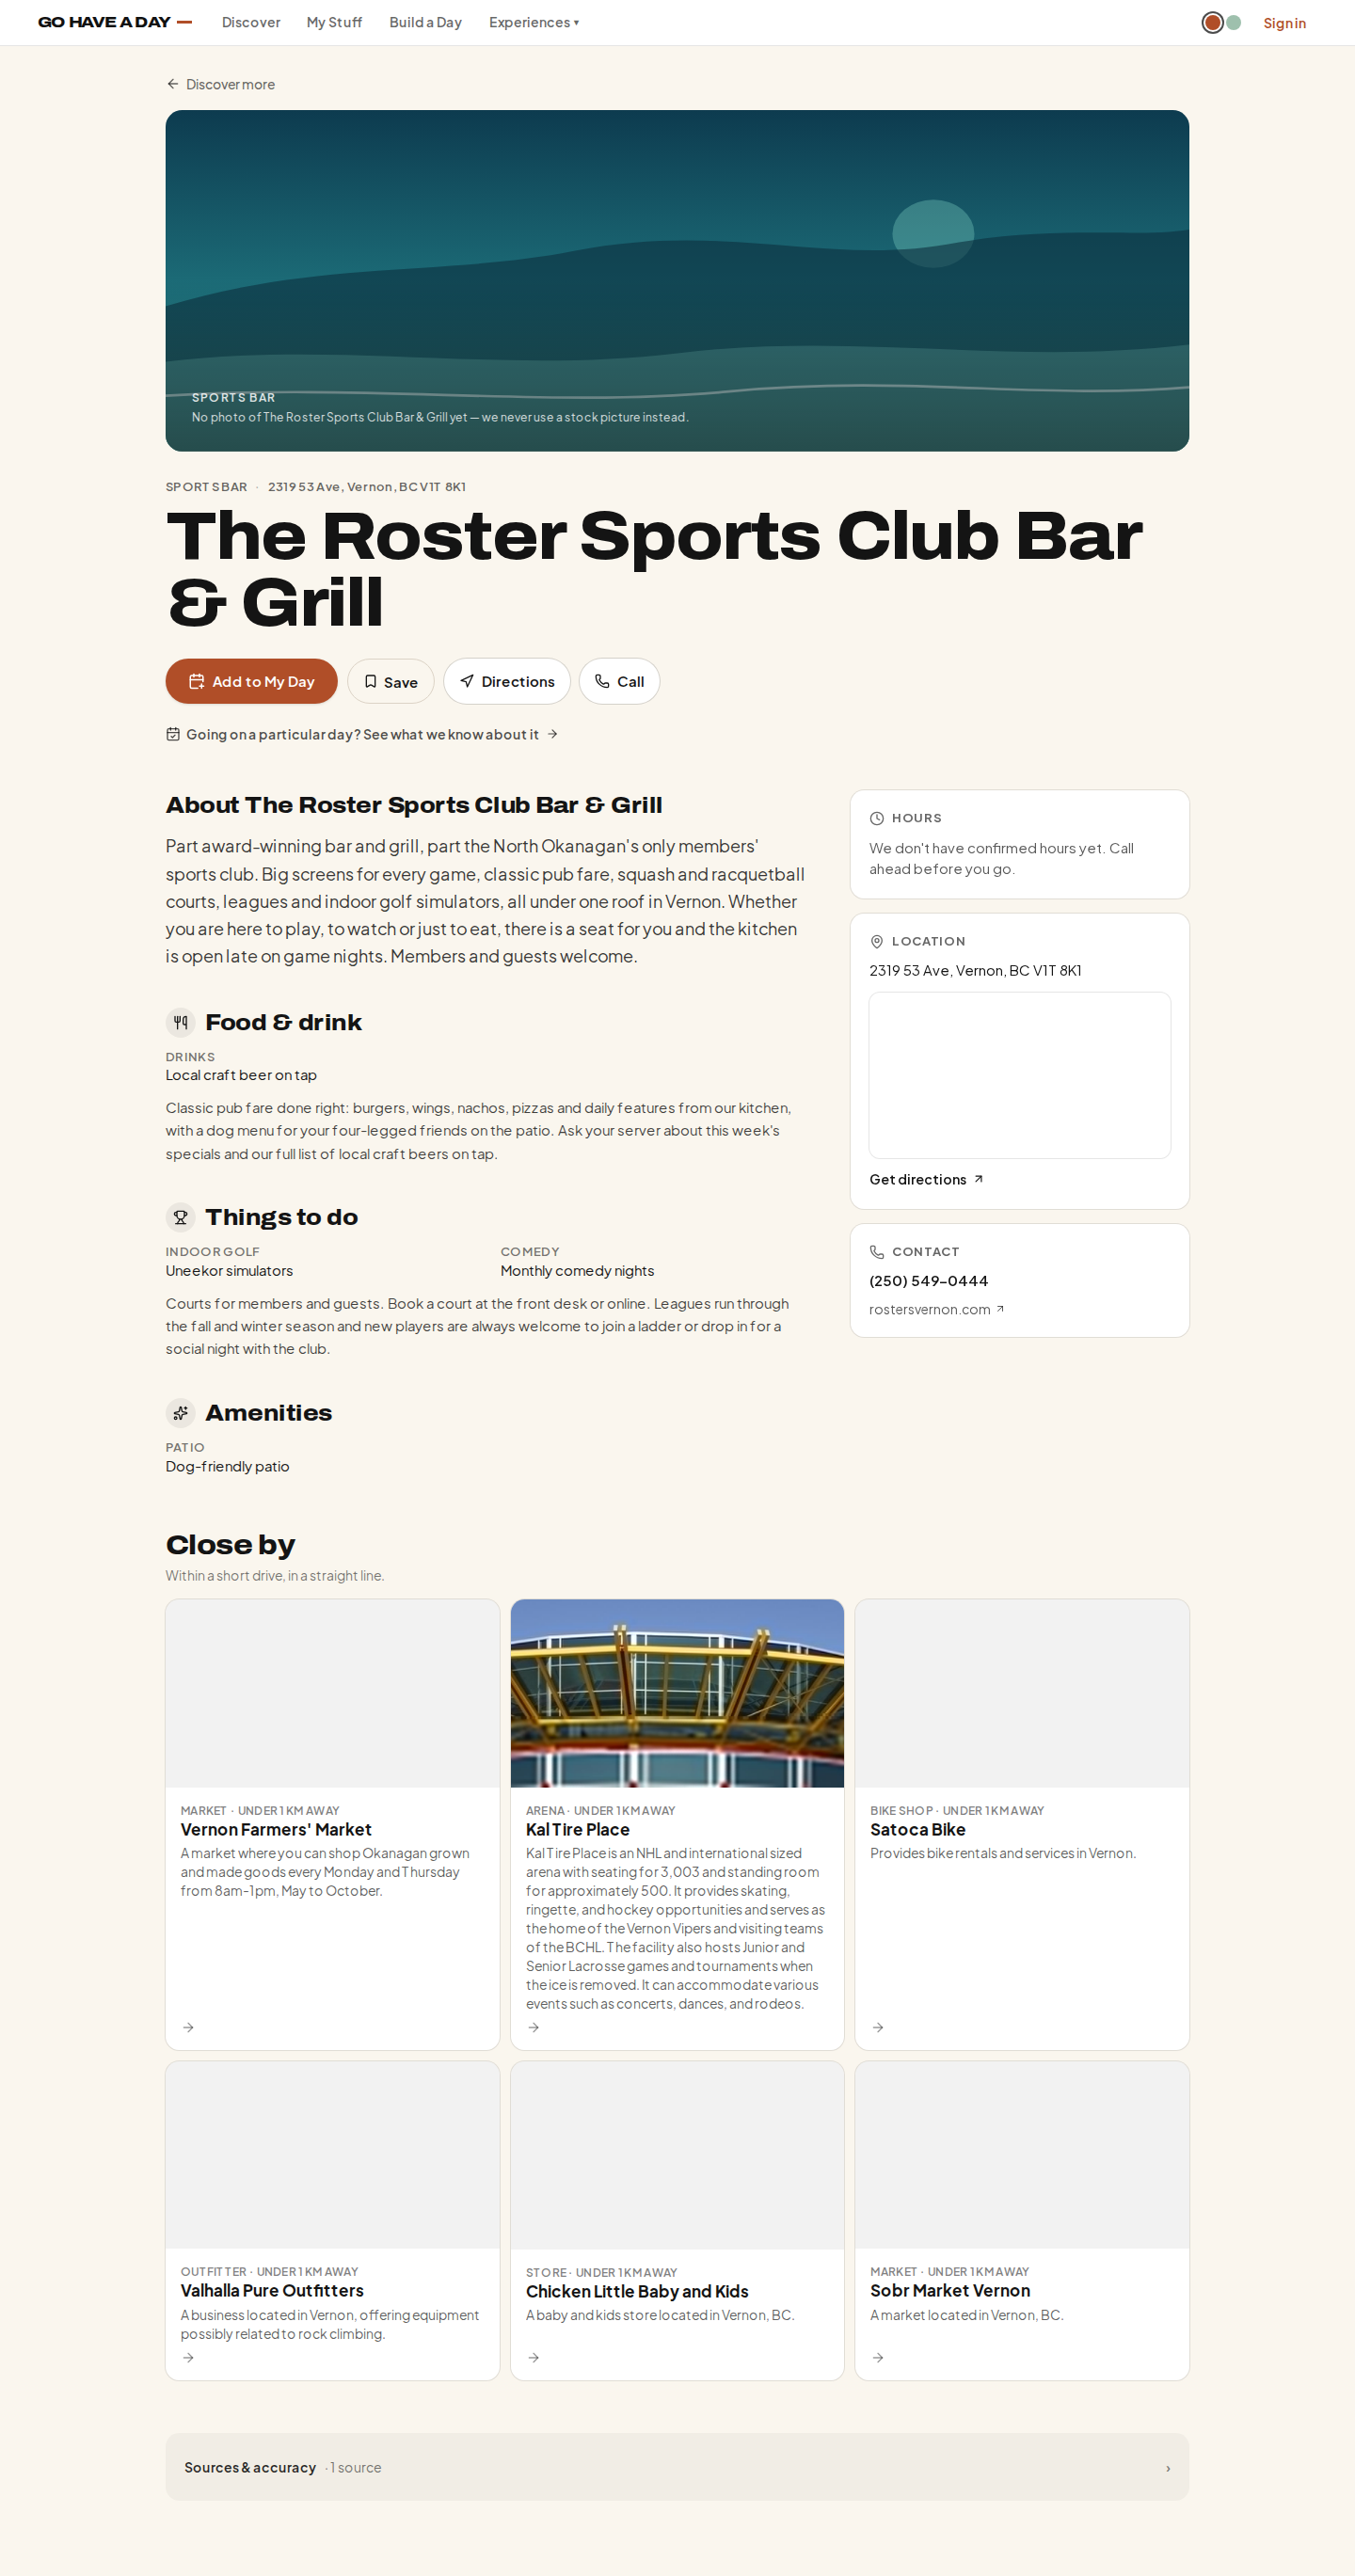 GO HAVE A DAY
Discover
My Stuff
Build a Day
Experiences ▾
Sign in
← Discover more
SPORTS BAR
No photo of The Roster Sports Club Bar & Grill yet — we never use a stock picture instead.
SPORTS BAR · 2319 53 Ave, Vernon, BC V1T 8K1
The Roster Sports Club Bar
& Grill
Add to My Day
Save
Directions
Call
Going on a particular day? See what we know about it →
About The Roster Sports Club Bar & Grill
Part award-winning bar and grill, part the North Okanagan's only members'
sports club. Big screens for every game, classic pub fare, squash and racquetball
courts, leagues and indoor golf simulators, all under one roof in Vernon. Whether
you are here to play, to watch or just to eat, there is a seat for you and the kitchen
is open late on game nights. Members and guests welcome.
Food & drink
DRINKS
Local craft beer on tap
Classic pub fare done right: burgers, wings, nachos, pizzas and daily features from our kitchen,
with a dog menu for your four-legged friends on the patio. Ask your server about this week's
specials and our full list of local craft beers on tap.
Things to do
INDOOR GOLF
Uneekor simulators
COMEDY
Monthly comedy nights
Courts for members and guests. Book a court at the front desk or online. Leagues run through
the fall and winter season and new players are always welcome to join a ladder or drop in for a
social night with the club.
Amenities
PATIO
Dog-friendly patio
HOURS
We don't have confirmed hours yet. Call
ahead before you go.
LOCATION
2319 53 Ave, Vernon, BC V1T 8K1
Get directions ↗
CONTACT
(250) 549-0444
rostersvernon.com ↗
Close by
Within a short drive, in a straight line.
MARKET · UNDER 1 KM AWAY
Vernon Farmers' Market
A market where you can shop Okanagan grown
and made goods every Monday and Thursday
from 8am-1pm, May to October.
→
ARENA · UNDER 1 KM AWAY
Kal Tire Place
Kal Tire Place is an NHL and international sized
arena with seating for 3,003 and standing room
for approximately 500. It provides skating,
ringette, and hockey opportunities and serves as
the home of the Vernon Vipers and visiting teams
of the BCHL. The facility also hosts Junior and
Senior Lacrosse games and tournaments when
the ice is removed. It can accommodate various
events such as concerts, dances, and rodeos.
→
BIKE SHOP · UNDER 1 KM AWAY
Satoca Bike
Provides bike rentals and services in Vernon.
→
OUTFITTER · UNDER 1 KM AWAY
Valhalla Pure Outfitters
A business located in Vernon, offering equipment
possibly related to rock climbing.
→
STORE · UNDER 1 KM AWAY
Chicken Little Baby and Kids
A baby and kids store located in Vernon, BC.
→
MARKET · UNDER 1 KM AWAY
Sobr Market Vernon
A market located in Vernon, BC.
→
Sources & accuracy · 1 source ›